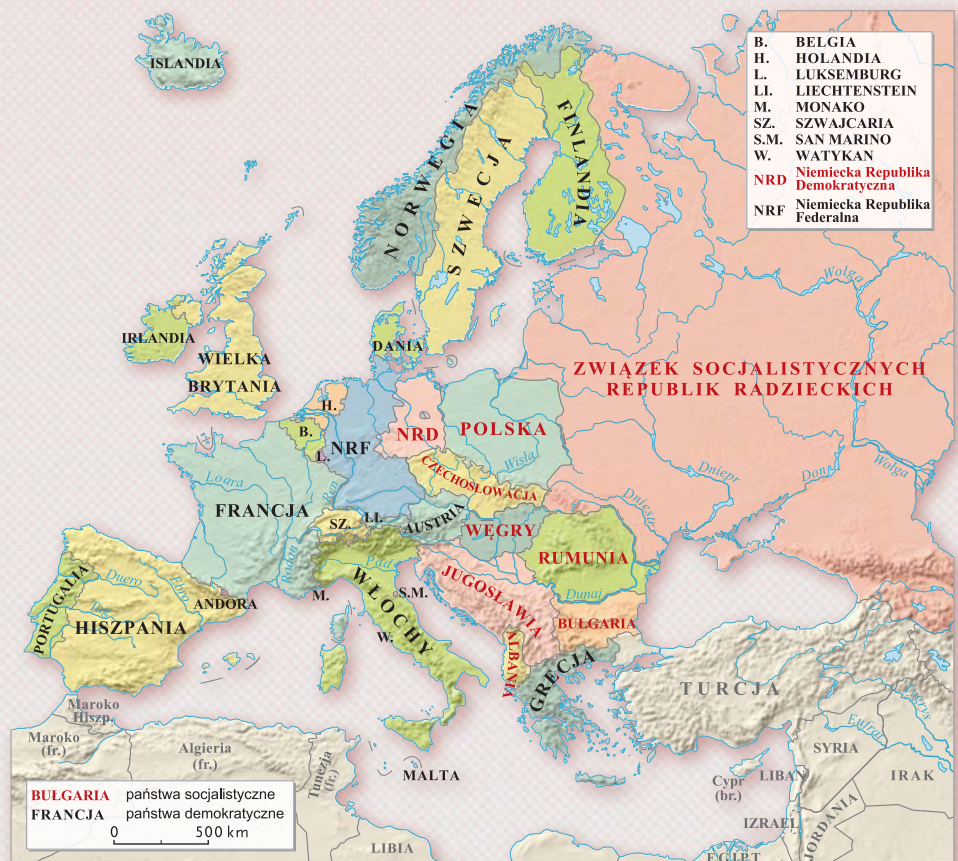 ISLANDIA
B. BELGIA
H. HOLANDIA
L. LUKSEMBURG
LI. LIECHTENSTEIN
M. MONAKO
SZ. SZWAJCARIA
S.M. SAN MARINO
W. WATYKAN
NRD Niemiecka Republika
Demokratyczna
NRF Niemiecka Republika
Federalna
NORWEGIA
SZWECJA
FINLANDIA
Wołga
IRLANDIA
WIELKA
BRYTANIA
DANIA
ZWIĄZEK SOCJALISTYCZNYCH
REPUBLIK RADZIECKICH
H.
B.
L.
NRF
NRD
POLSKA
Wisła
Dniepr
Don
Wołga
Loara
Ren
CZECHOSŁOWACJA
Dniestr
FRANCJA
SZ.
LI.
AUSTRIA
WĘGRY
RUMUNIA
Rodan
Pad
JUGOSŁAWIA
Dunaj
PORTUGALIA
Duero
Ebro
Tag
ANDORA
M.
S.M.
WŁOCHY
W.
HISZPANIA
BUŁGARIA
ALBANIA
GRECJA
TURCJA
Maroko
Hiszp.
Maroko
(fr.)
Algieria
(fr.)
Tunezja
(fr.)
MALTA
Tygrys
Eufrat
SYRIA
Cypr
(br.)
LIBAN
IRAK
IZRAEL
JORDANIA
LIBIA
EGIPT
BUŁGARIA państwa socjalistyczne
FRANCJA państwa demokratyczne
0 500 km